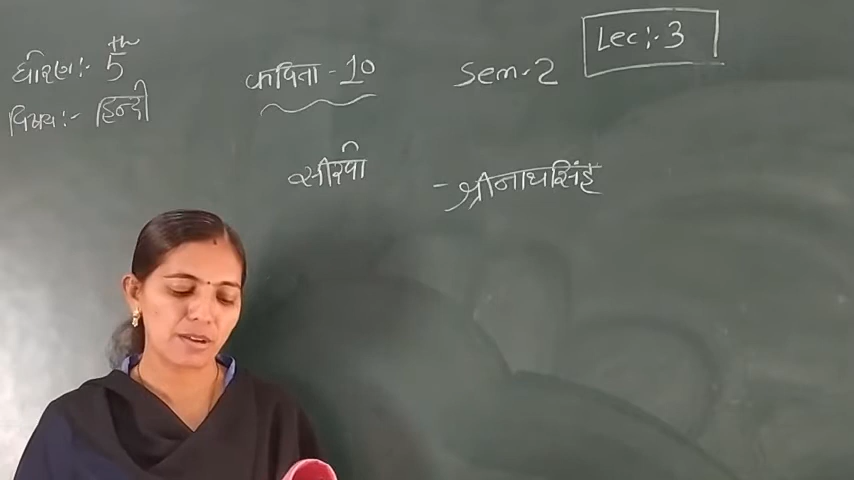 धोरण:- 5th
विषय:- हिन्दी
कविता - 10
Sem-2
Lec:- 3
सीखो
- श्रीनाथसिंह